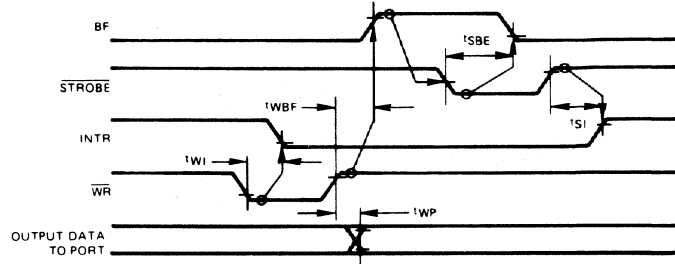 BF
tSBE
STROBE
tWBF
tSI
INTR
tWI
WR
tWP
OUTPUT DATA
TO PORT